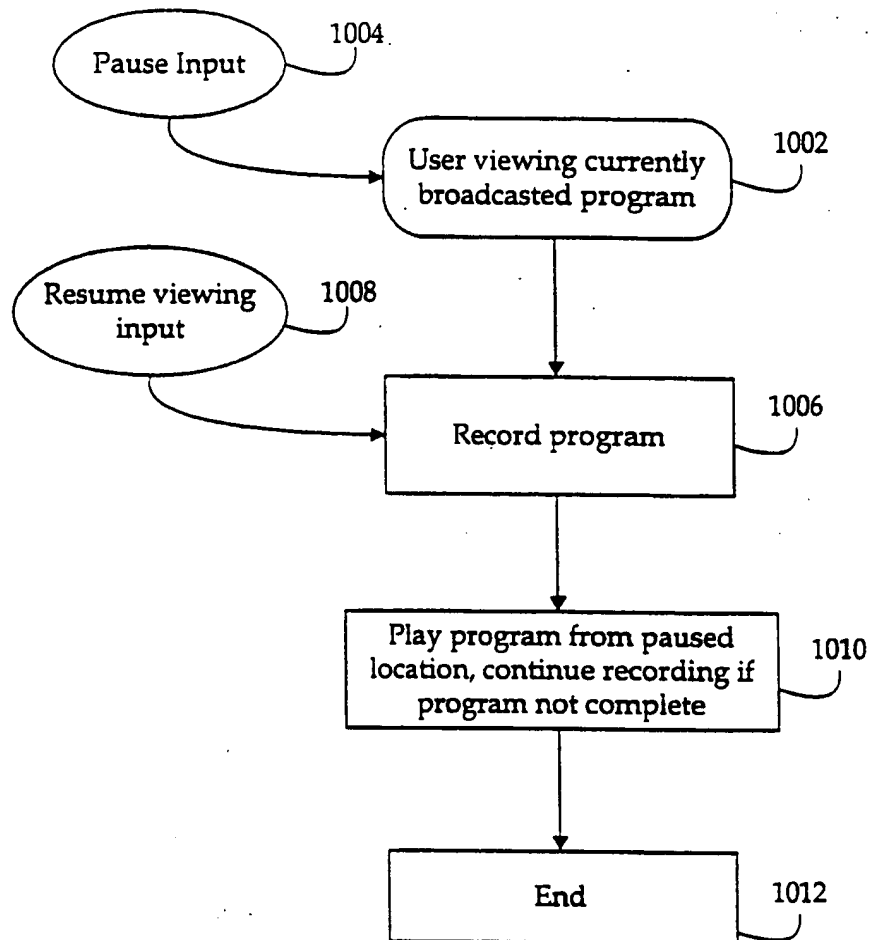 1004
Pause Input
User viewing currently
broadcasted program
1002
Resume viewing
input
1008
Record program
1006
Play program from paused
location, continue recording if
program not complete
1010
End
1012